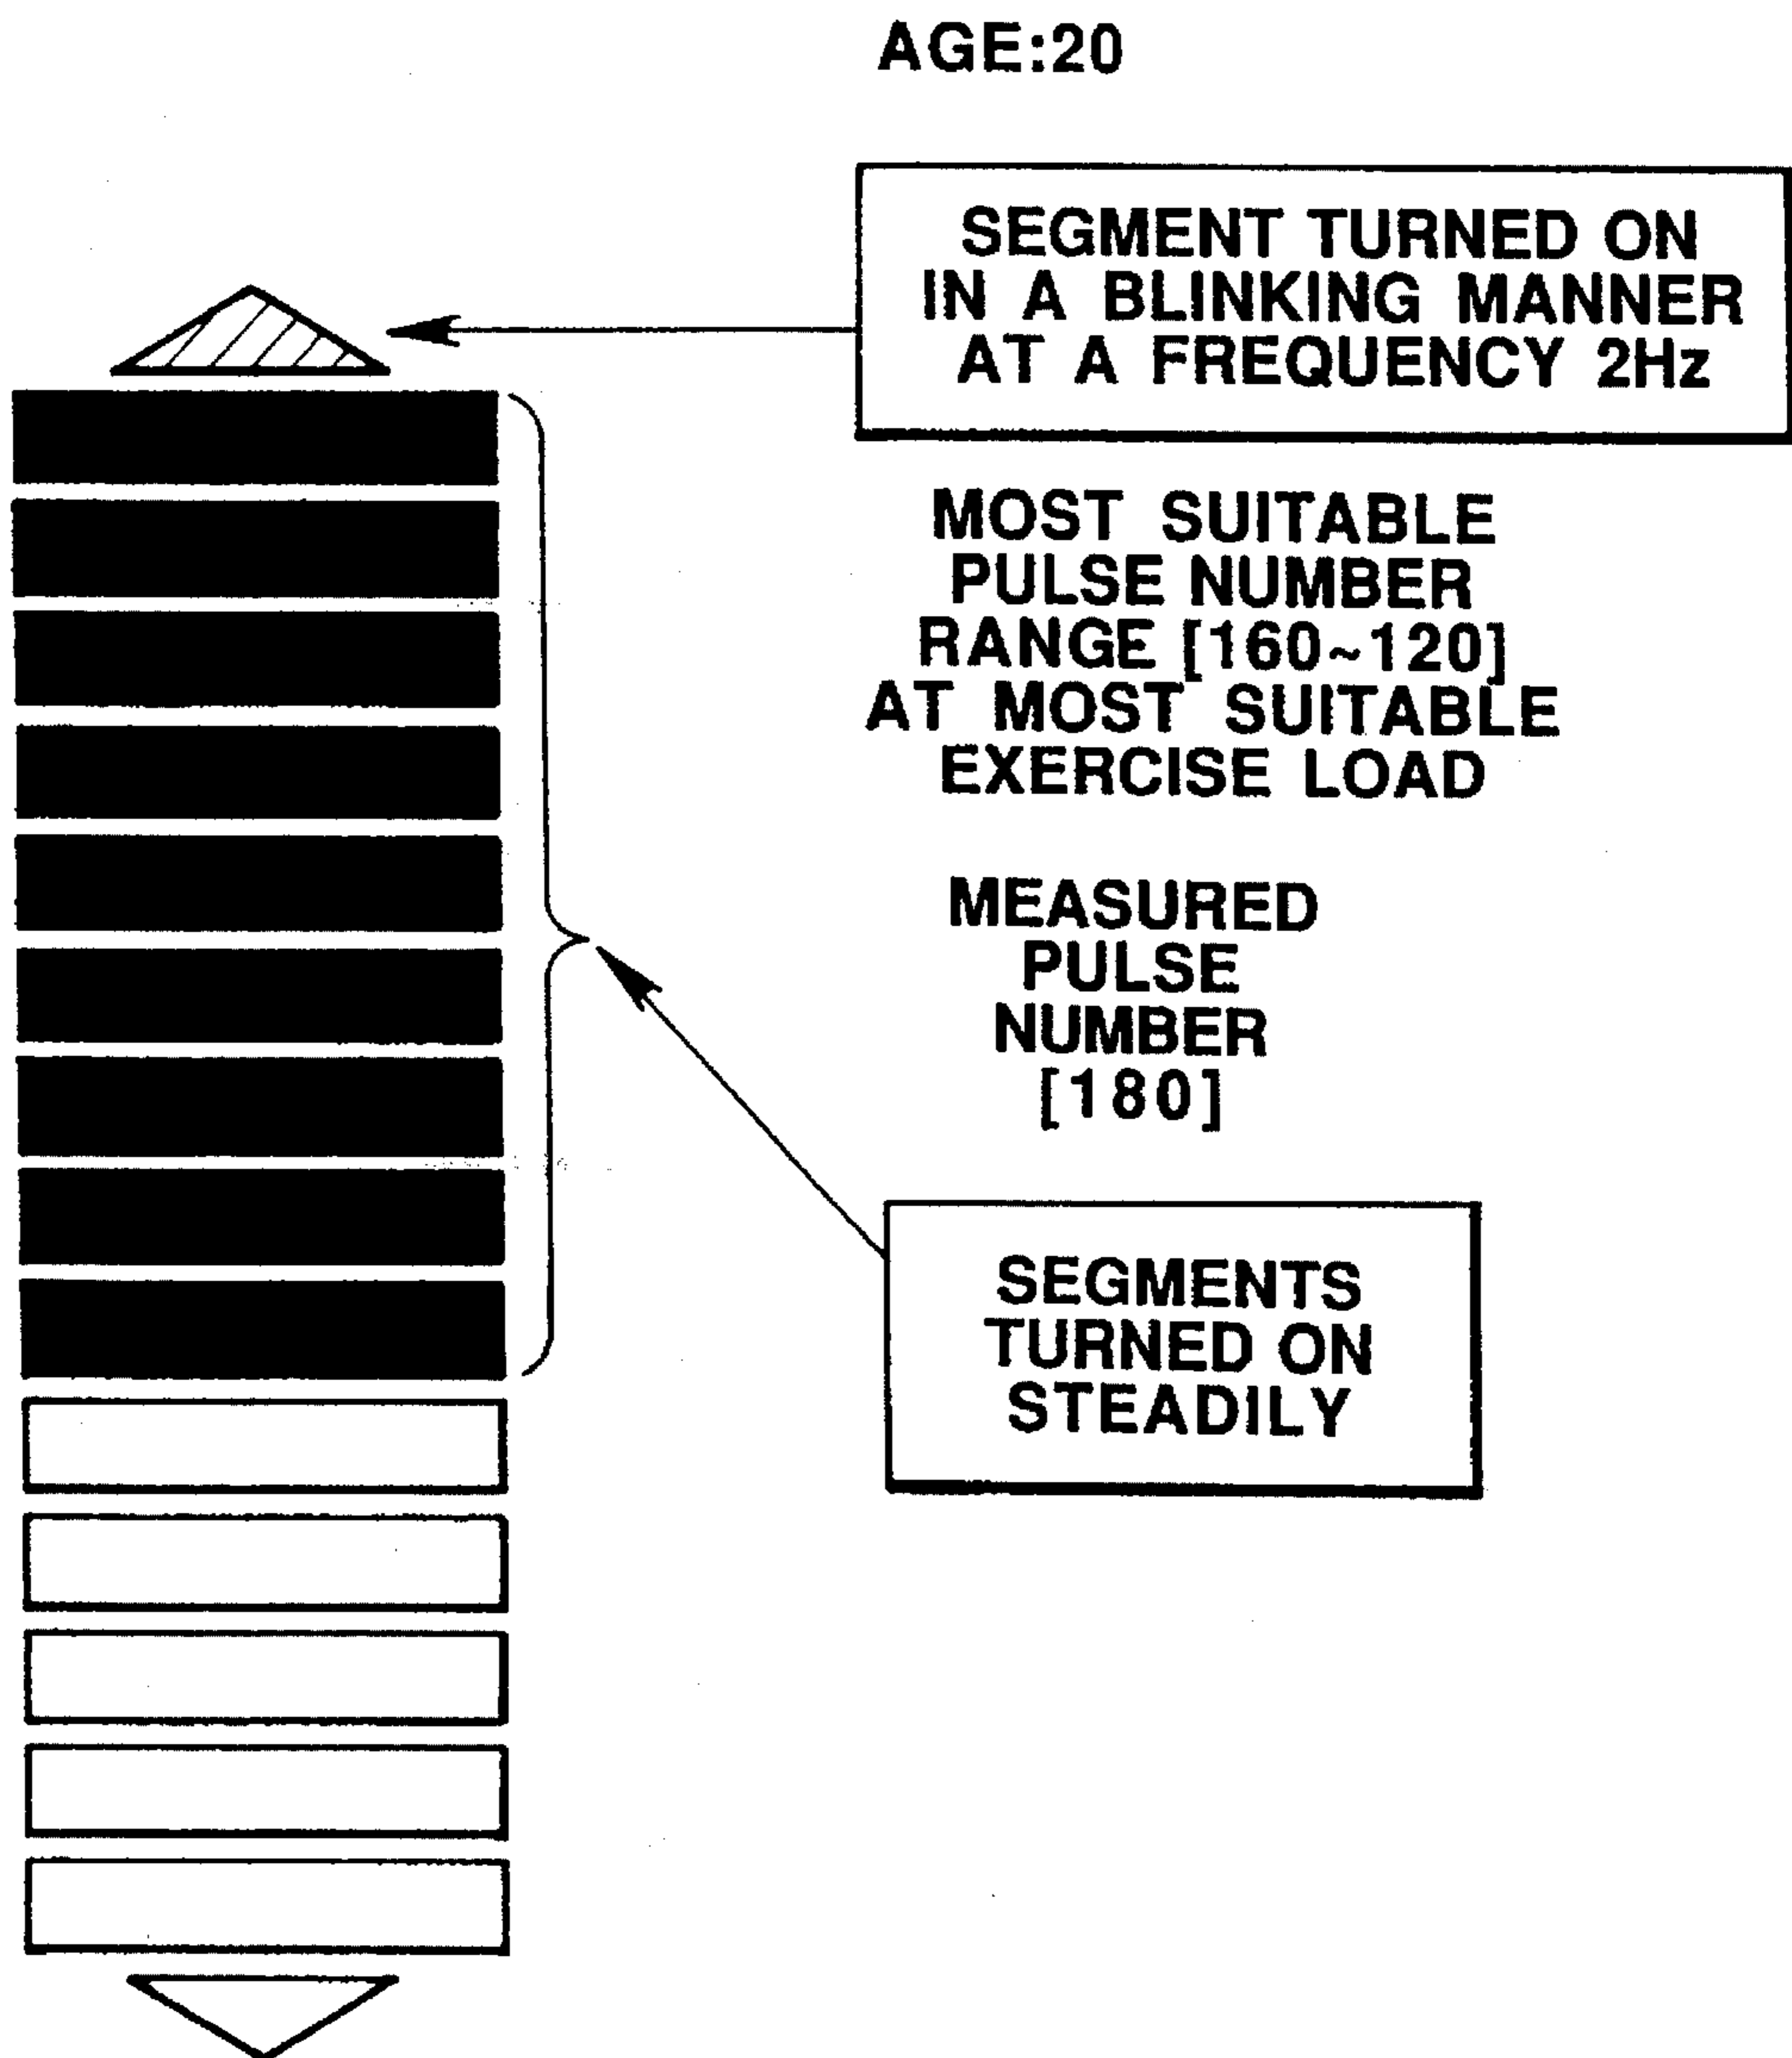 AGE:20
SEGMENT TURNED ON
IN A BLINKING MANNER
AT A FREQUENCY 2Hz
MOST SUITABLE
PULSE NUMBER
RANGE [160~120]
AT MOST SUITABLE
EXERCISE LOAD
MEASURED
PULSE
NUMBER
[180]
SEGMENTS
TURNED ON
STEADILY